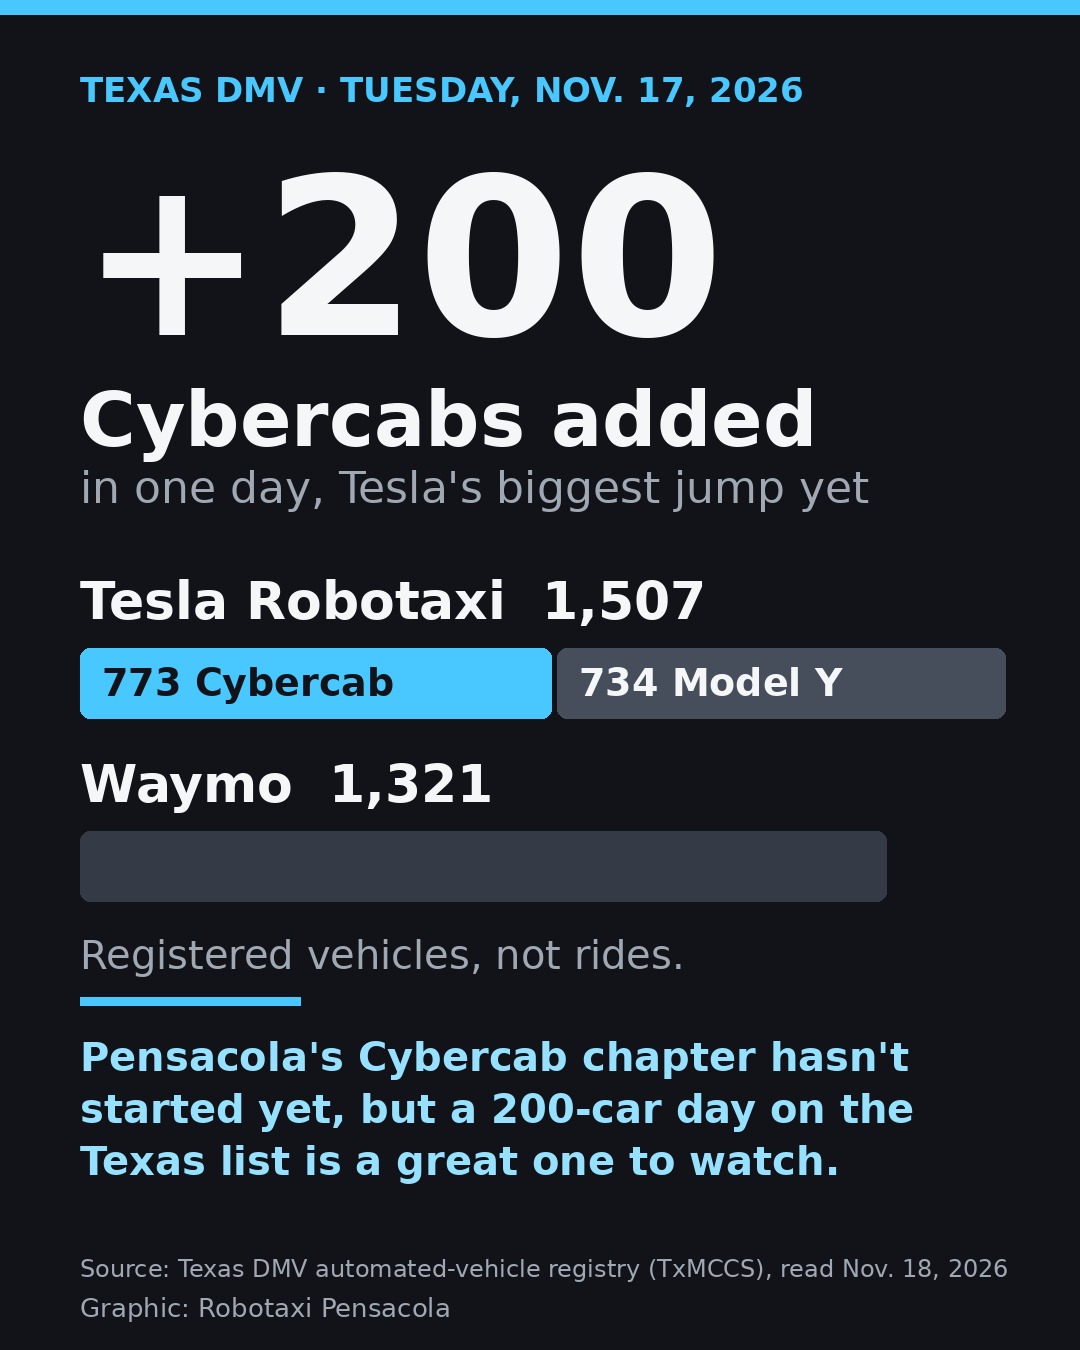 TEXAS DMV · TUESDAY, NOV. 17, 2026
+200
Cybercabs added
in one day, Tesla's biggest jump yet
Tesla Robotaxi 1,507
773 Cybercab
734 Model Y
Waymo 1,321
Registered vehicles, not rides.
Pensacola's Cybercab chapter hasn't
started yet, but a 200-car day on the
Texas list is a great one to watch.
Source: Texas DMV automated-vehicle registry (TxMCCS), read Nov. 18, 2026
Graphic: Robotaxi Pensacola